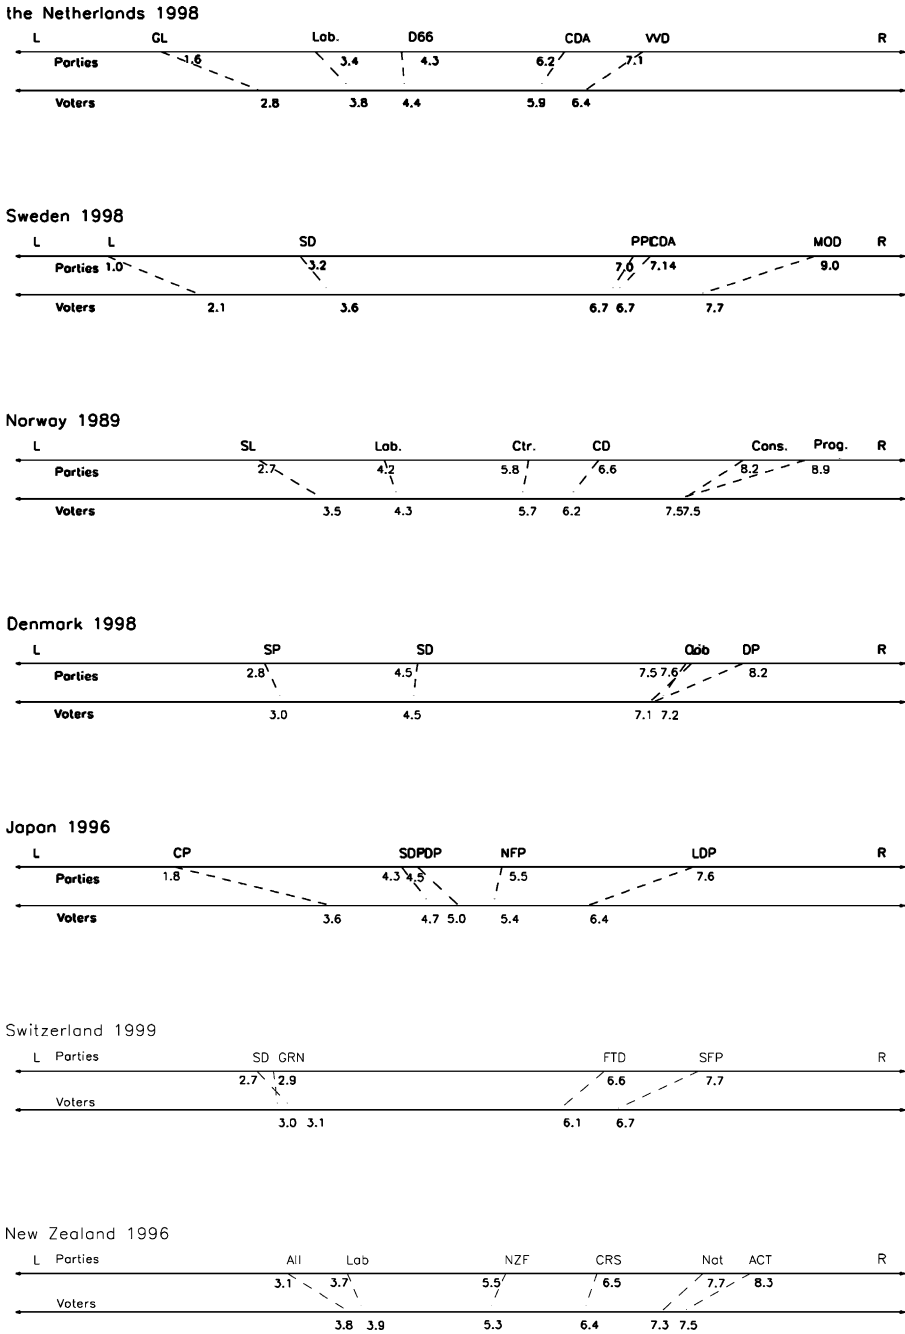 the Netherlands 1998
L GL Lab. D66 CDA VVD R
Parties 1.6 3.4 4.3 6.2 7.1
Voters 2.8 3.8 4.4 5.9 6.4
Sweden 1998
L L SD PPLCDA MOD R
Parties 1.0 3.2 7.0 7.14 9.0
Voters 2.1 3.6 6.7 6.7 7.7
Norway 1989
L SL Lab. Ctr. CD Cons. Prog. R
Parties 2.7 4.2 5.8 6.6 8.2 8.9
Voters 3.5 4.3 5.7 6.2 7.57.5
Denmark 1998
L SP SD DP R
Parties 2.8 4.5 7.5 7.6 8.2
Voters 3.0 4.5 7.1 7.2
Japan 1996
L CP SDPDP NFP LDP R
Parties 1.8 4.3 4.5 5.5 7.6
Voters 3.6 4.7 5.0 5.4 6.4
Switzerland 1999
L Parties SD GRN FTD SFP R
2.7 2.9 6.6 7.7
Voters
3.0 3.1 6.1 6.7
New Zealand 1996
L Parties All Lab NZF CRS Nat ACT R
3.1 3.7 5.5 6.5 7.7 8.3
Voters
3.8 3.9 5.3 6.4 7.3 7.5